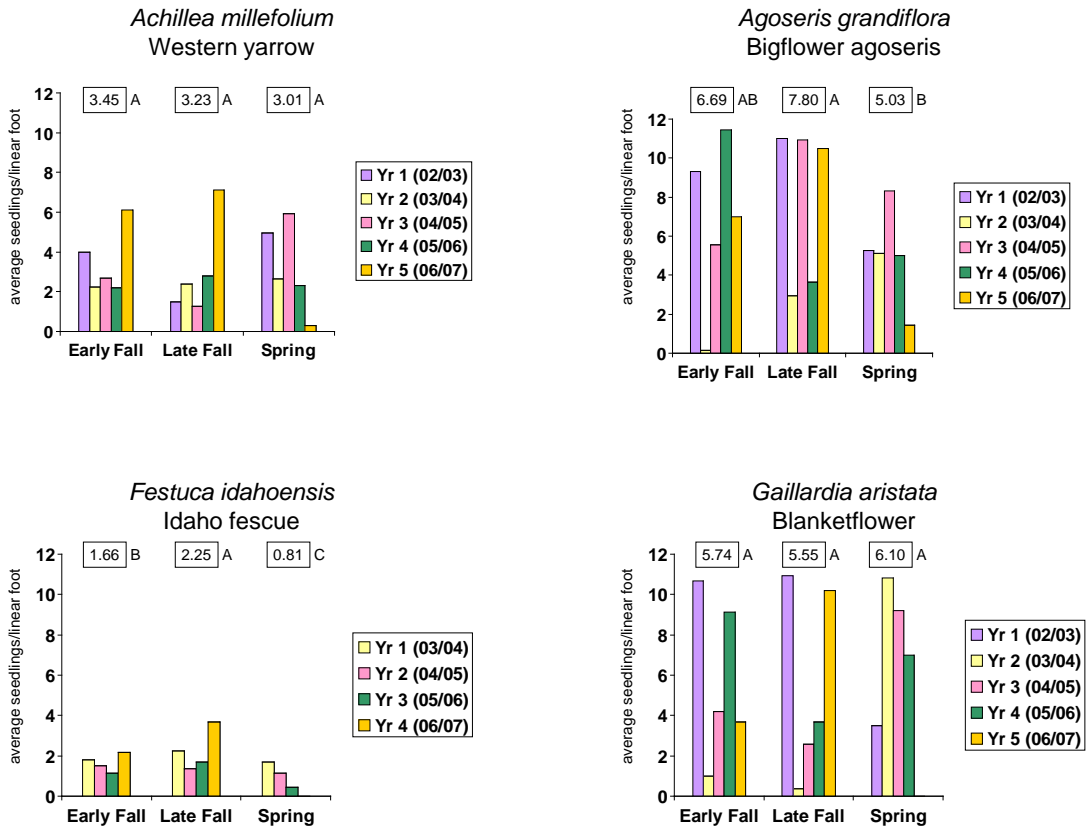 Achillea millefolium
Western yarrow
3.45 A 3.23 A 3.01 A
average seedlings/linear foot
12
10
8
6
4
2
0
Early Fall Late Fall Spring
Yr 1 (02/03)
Yr 2 (03/04)
Yr 3 (04/05)
Yr 4 (05/06)
Yr 5 (06/07)
Agoseris grandiflora
Bigflower agoseris
6.69 AB 7.80 A 5.03 B
average seedlings/linear foot
12
10
8
6
4
2
0
Early Fall Late Fall Spring
Yr 1 (02/03)
Yr 2 (03/04)
Yr 3 (04/05)
Yr 4 (05/06)
Yr 5 (06/07)
Festuca idahoensis
Idaho fescue
1.66 B 2.25 A 0.81 C
average seedlings/linear foot
12
10
8
6
4
2
0
Early Fall Late Fall Spring
Yr 1 (03/04)
Yr 2 (04/05)
Yr 3 (05/06)
Yr 4 (06/07)
Gaillardia aristata
Blanketflower
5.74 A 5.55 A 6.10 A
average seedlings/linear foot
12
10
8
6
4
2
0
Early Fall Late Fall Spring
Yr 1 (02/03)
Yr 2 (03/04)
Yr 3 (04/05)
Yr 4 (05/06)
Yr 5 (06/07)